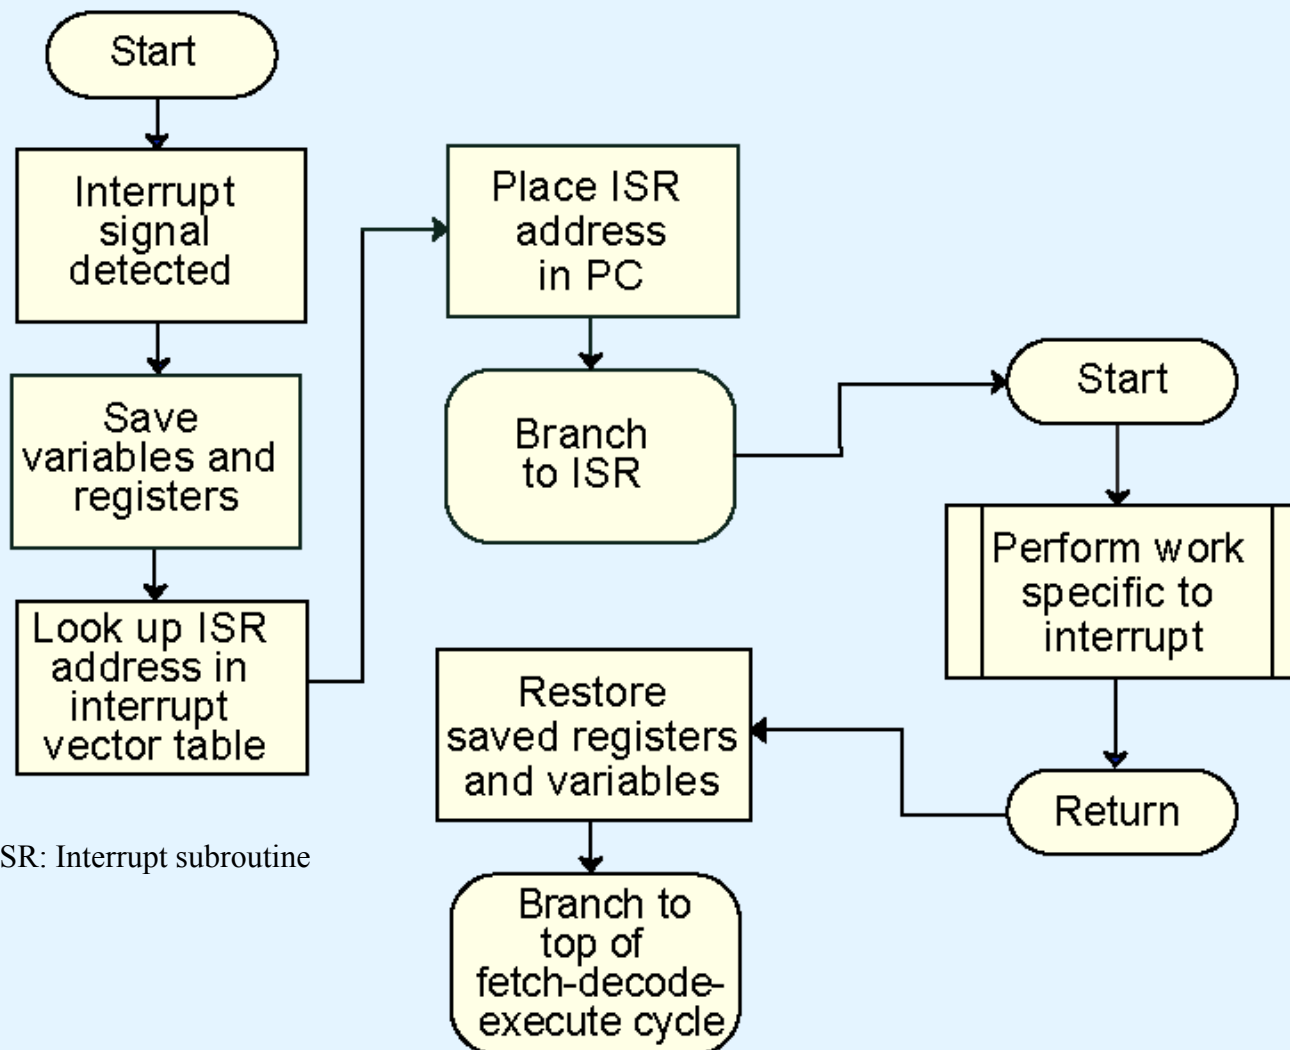 Start
Interrupt
signal
detected
Save
variables and
registers
Look up ISR
address in
interrupt
vector table
Place ISR
address
in PC
Branch
to ISR
Start
Perform work
specific to
interrupt
Return
Restore
saved registers
and variables
Branch to
top of
fetch-decode-
execute cycle
SR: Interrupt subroutine